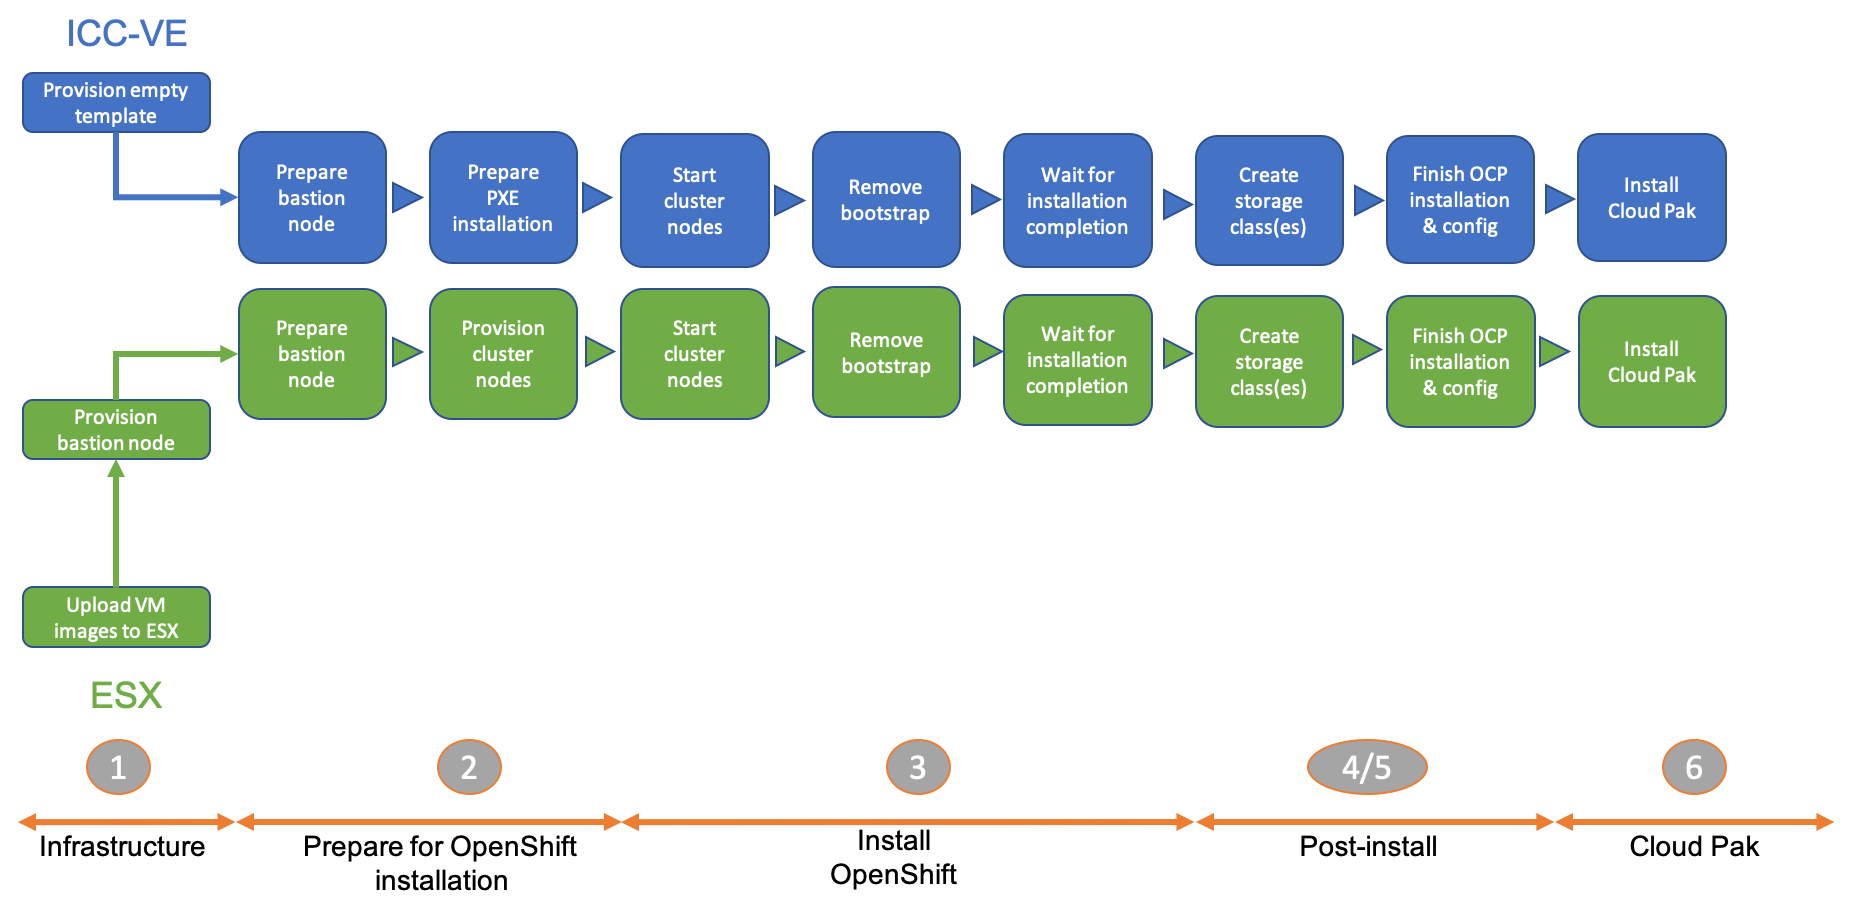 ICC-VE
Provision empty
template
Prepare
bastion
node
Prepare
PXE
installation
Start
cluster
nodes
Remove
bootstrap
Wait for
installation
completion
Create
storage
class(es)
Finish OCP
installation
& config
Install
Cloud Pak
Prepare
bastion
node
Provision
cluster
nodes
Start
cluster
nodes
Remove
bootstrap
Wait for
installation
completion
Create
storage
class(es)
Finish OCP
installation
& config
Install
Cloud Pak
Provision
bastion node
Upload VM
images to ESX
ESX
1
2
3
4/5
6
Infrastructure
Prepare for OpenShift
installation
Install
OpenShift
Post-install
Cloud Pak